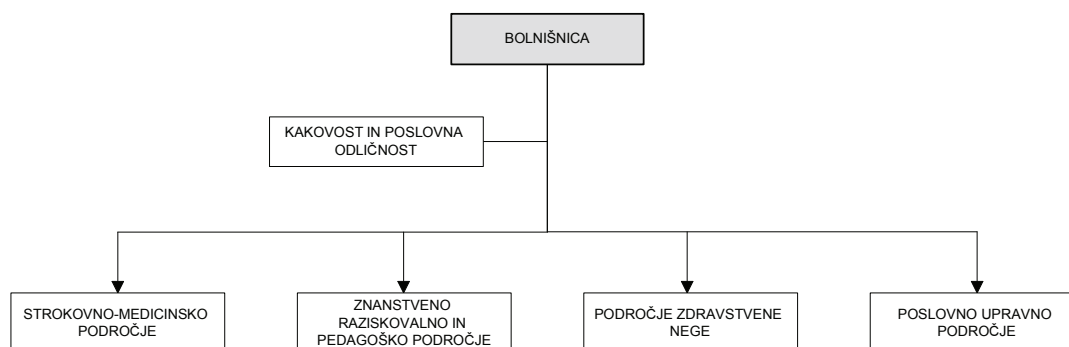 BOLNIŠNICA
KAKOVOST IN POSLOVNA
ODLIČNOST
STROKOVNO-MEDICINSKO
PODROČJE
ZNANSTVENO
RAZISKOVALNO IN
PEDAGOŠKO PODROČJE
PODROČJE ZDRAVSTVENE
NEGE
POSLOVNO UPRAVNO
PODROČJE